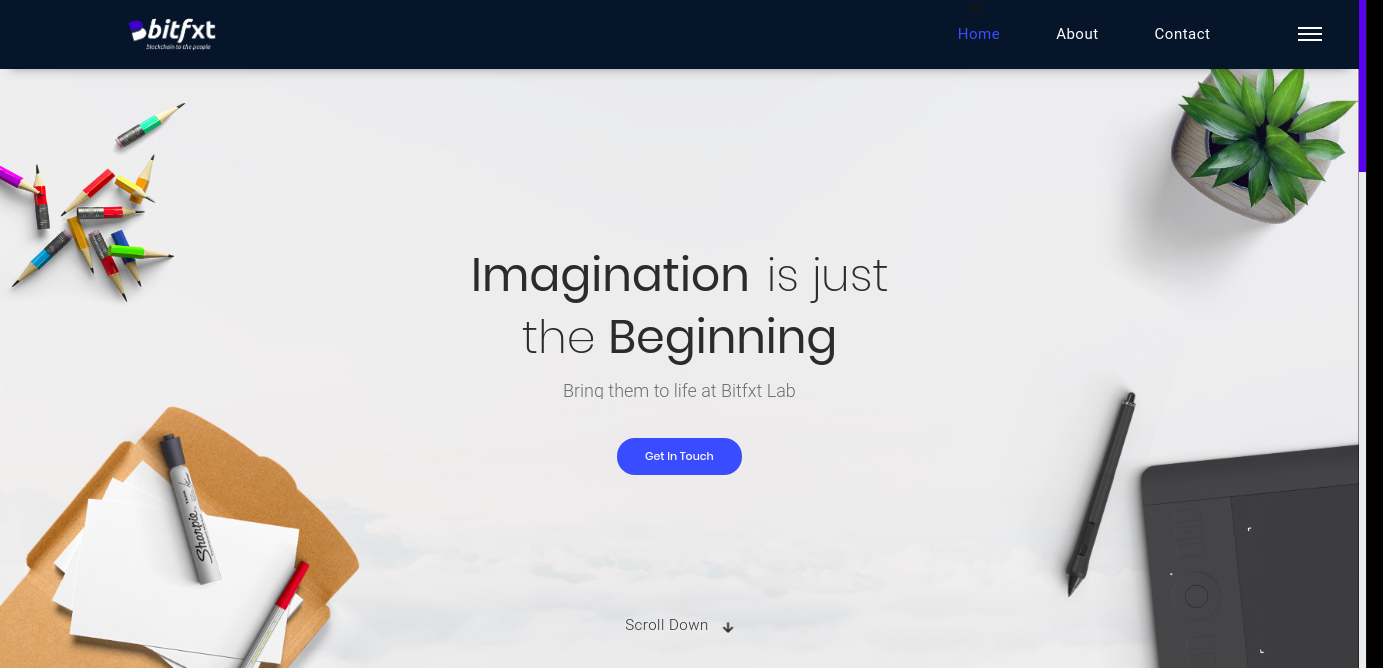 bitfxt
blockchain to the people
Home
About
Contact
Imagination is just
the Beginning
Bring them to life at Bitfxt Lab
Get In Touch
Sharpie
Scroll Down